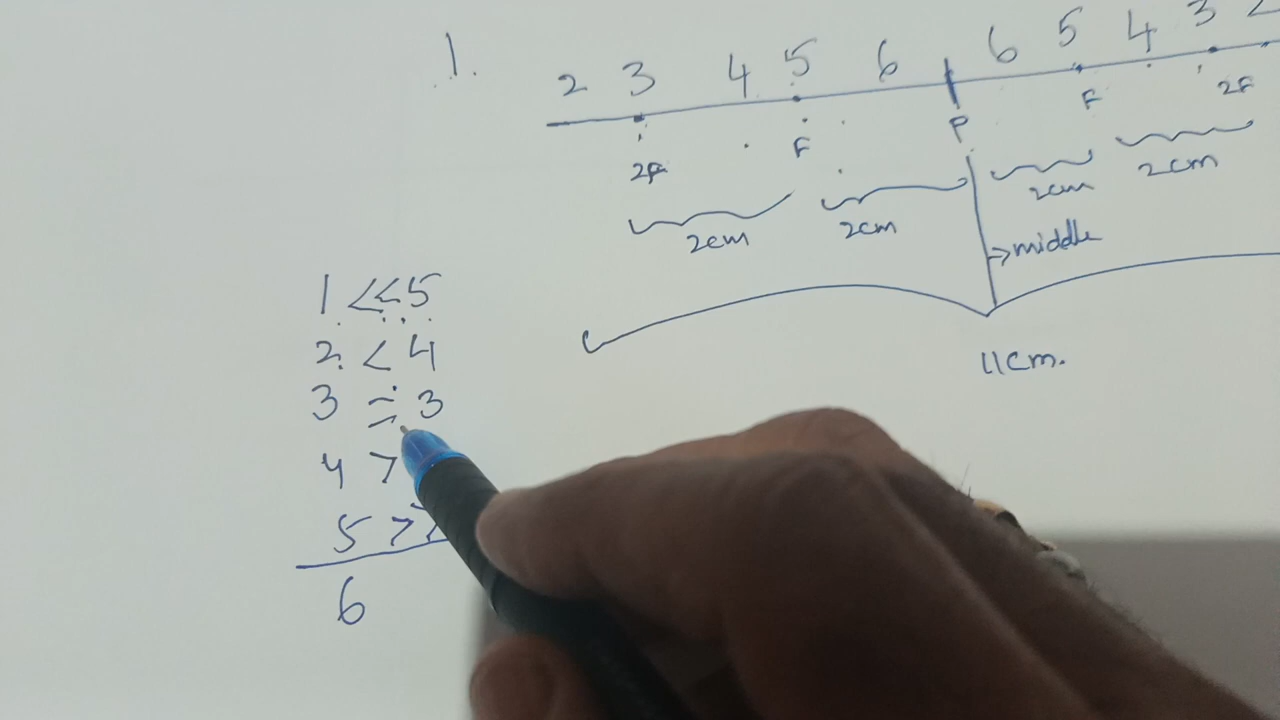 1.
2 3 4 5 6 6 5 4 3
2F F P F 2F
2cm 2cm 2cm 2cm
→middle
11cm.
1 << 5
2 < 4
3 = 3
4 >
5 >>
6